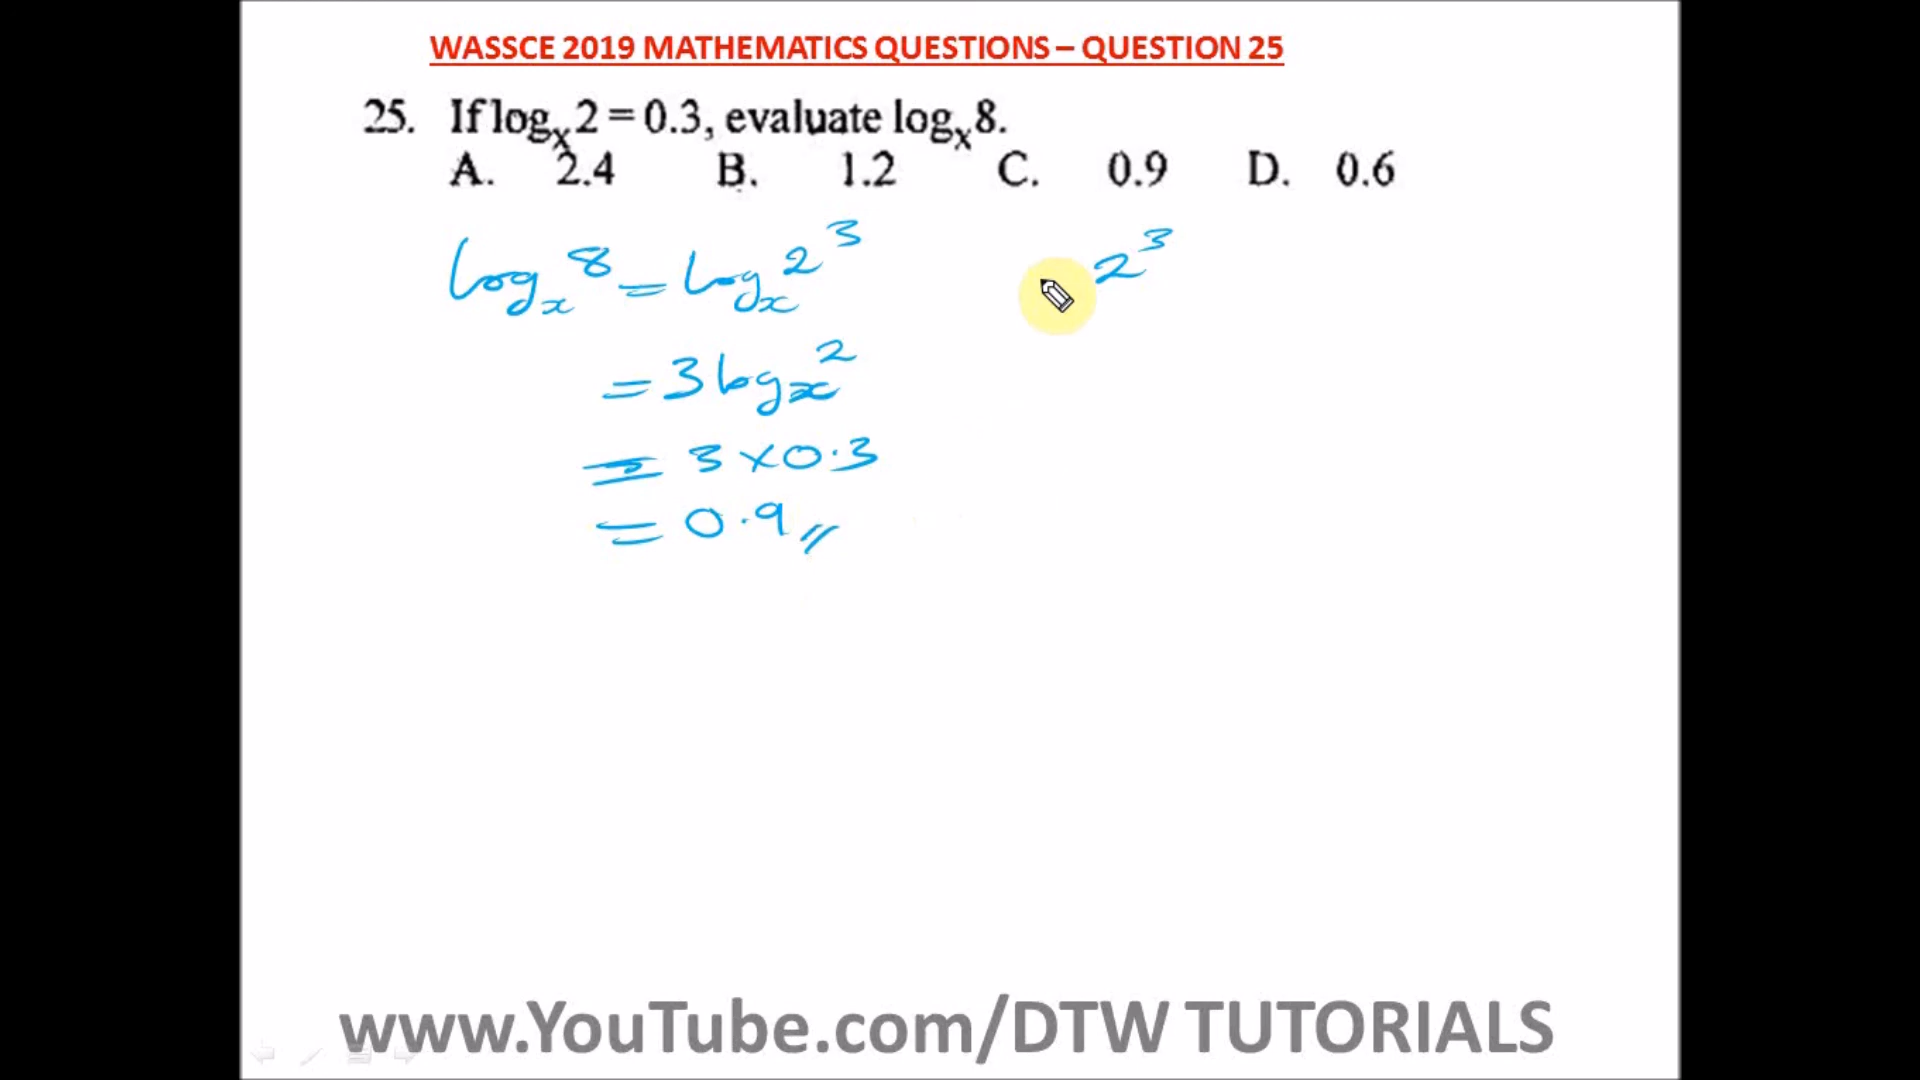 WASSCE 2019 MATHEMATICS QUESTIONS – QUESTION 25
25. If logₓ2 = 0.3, evaluate logₓ8.
A. 2.4 B. 1.2 C. 0.9 D. 0.6
logₓ8 = logₓ2³ 2³
= 3logₓ2
= 3 × 0.3
= 0.9
www.YouTube.com/DTW TUTORIALS